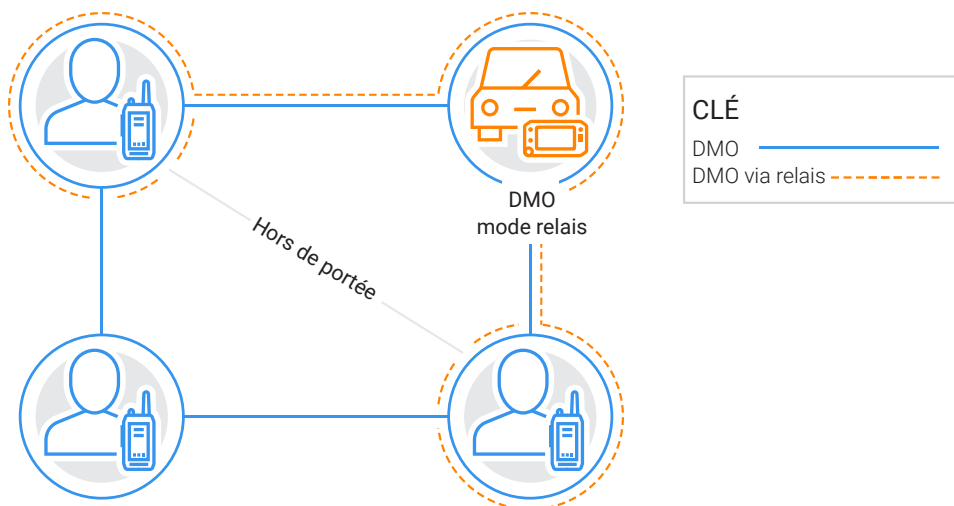 CLÉ
DMO
DMO via relais
DMO
mode relais
Hors de portée